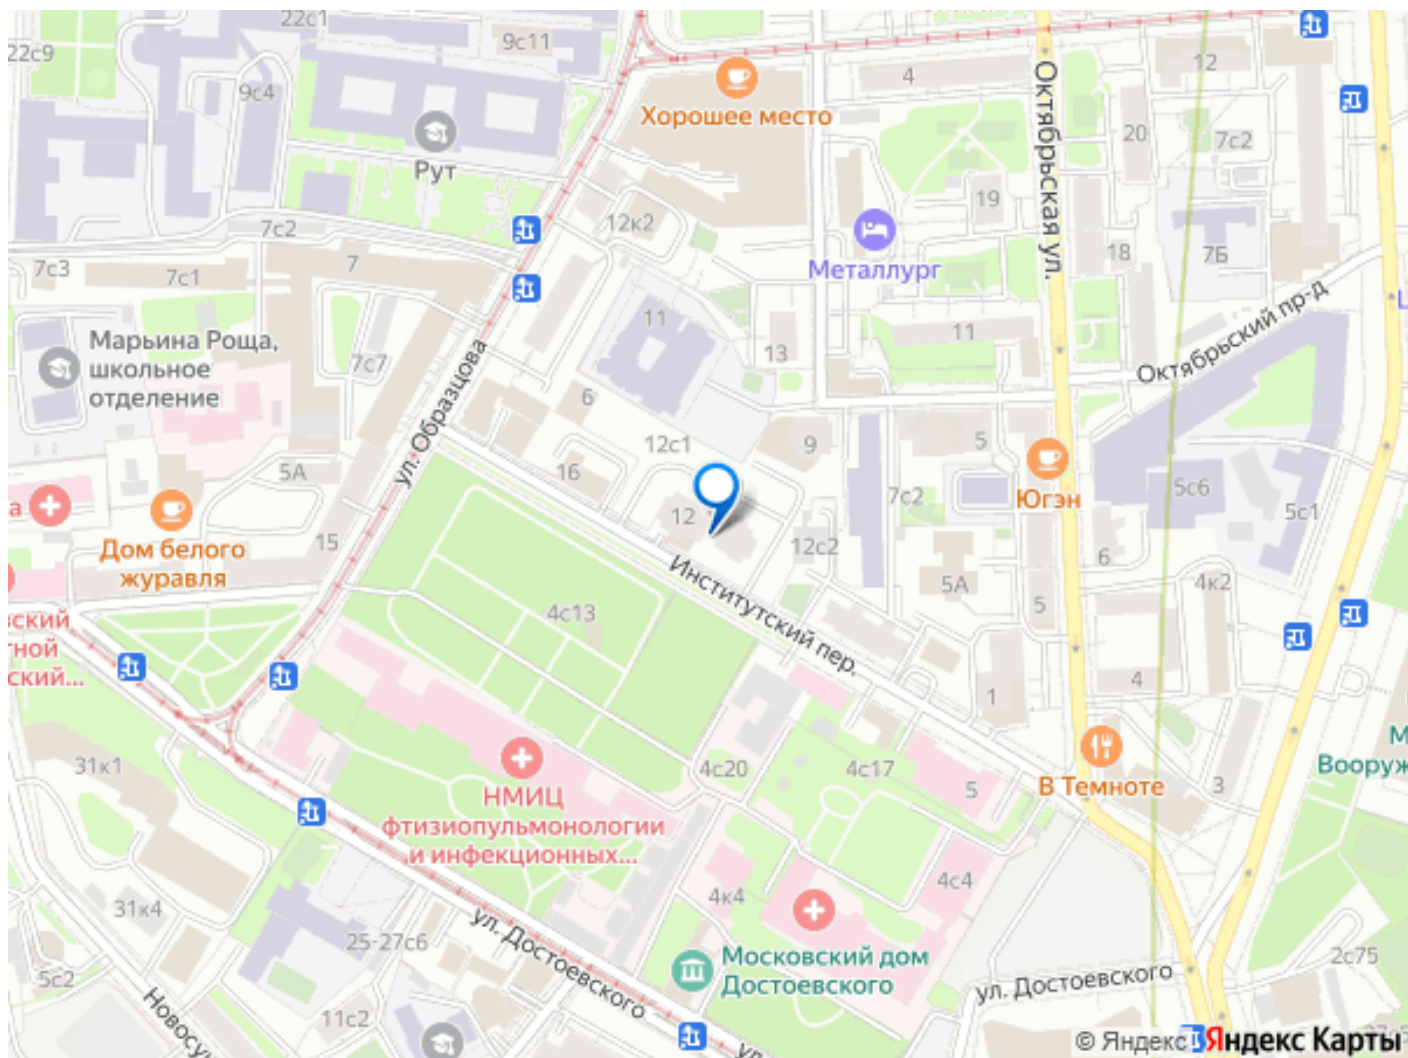 22с1
22с9
9с11
9с4
Рут
Хорошее место
4
12
20
7с2
Октябрьская ул.
19
12к2
18
7Б
7с2
Металлург
7с3
7с1
7
11
13
11
Октябрьский пр-д
Марьина Роща,
школьное
отделение
7с7
ул. Образцова
6
12с1
9
5
16
5А
7с2
Югэн
5с6
5с1
Дом белого
журавля
15
12
12с2
5А
6
4к2
Институтский пер.
4с13
5
4
1
31к1
4с20
4с17
5
В Темноте
3
НМИЦ
фтизиопульмонологии
и инфекционных...
Вооруж
31к4
4к4
4с4
25-27с6
ул. Достоевского
Московский дом
Достоевского
ул. Достоевского
2с75
5с2
11с2
Новосу
© Яндекс Яндекс Карты